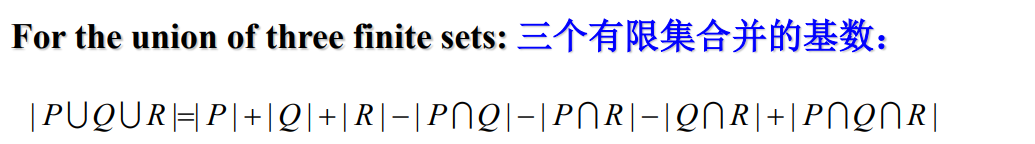 For the union of three finite sets: 三个有限集合并的基数：
|P∪Q∪R|=|P|+|Q|+|R|−|P∩Q|−|P∩R|−|Q∩R|+|P∩Q∩R|